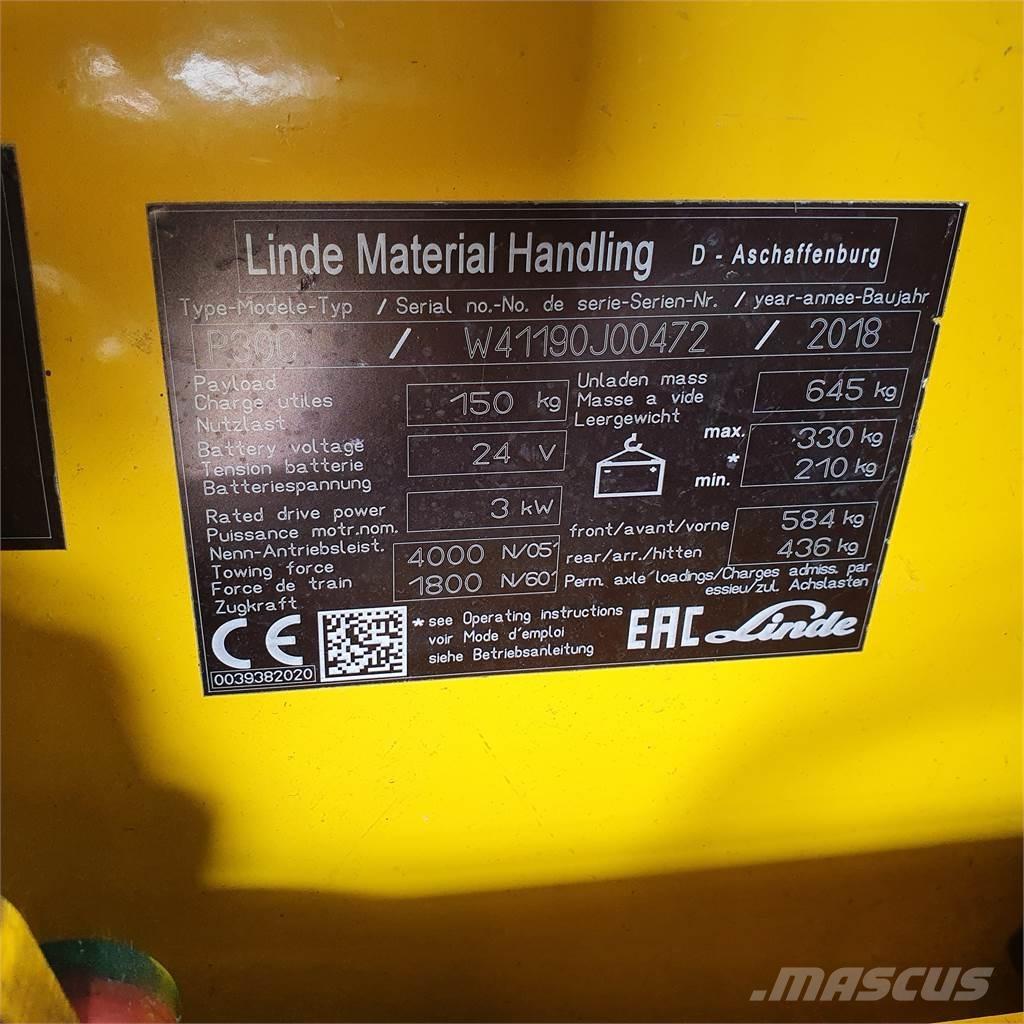 Linde Material Handling D - Aschaffenburg
Type-Modele-Typ / Serial no.-No. de serie-Serien-Nr. / year-annee-Baujahr
P30C / W41190J00472 / 2018
Payload
Charge utiles 150 kg
Nutzlast
Unladen mass
Masse a vide 645 kg
Leergewicht
Battery voltage
Tension batterie 24 V
Batteriespannung
max. 330 kg
* min. 210 kg
Rated drive power
Puissance motr.nom. 3 kW
Nenn-Antriebsleist.
Towing force 4000 N/05'
Force de train 1800 N/60'
Zugkraft
front/avant/vorne 584 kg
rear/arr./hitten 436 kg
Perm. axle loadings/Charges admiss. par
essieu/zul. Achslasten
CE
0039382020
* see Operating instructions
voir Mode d'emploi
siehe Betriebsanleitung
EAC Linde
MASCUS